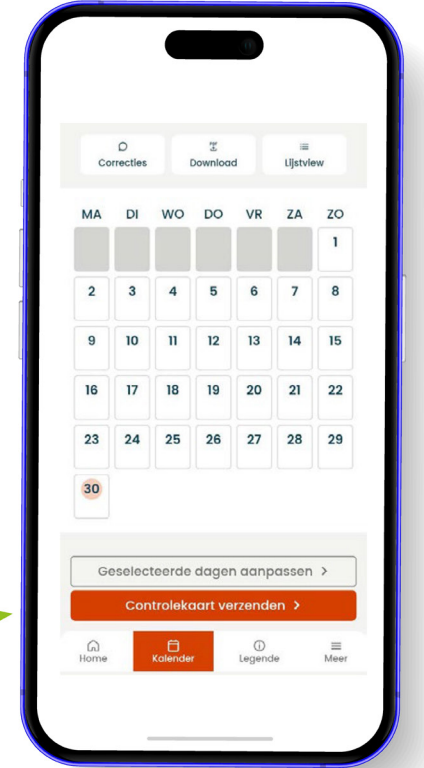 Correcties Download Lijstview
MA DI WO DO VR ZA ZO
1
2 3 4 5 6 7 8
9 10 11 12 13 14 15
16 17 18 19 20 21 22
23 24 25 26 27 28 29
30
Geselecteerde dagen aanpassen >
Controlekaart verzenden >
Home Kalender Legende Meer